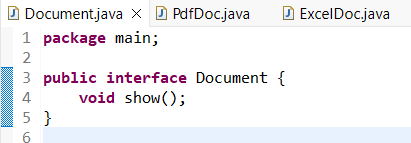 Document.java PdfDoc.java ExcelDoc.java
1 package main;
2
3 public interface Document {
4     void show();
5 }
6